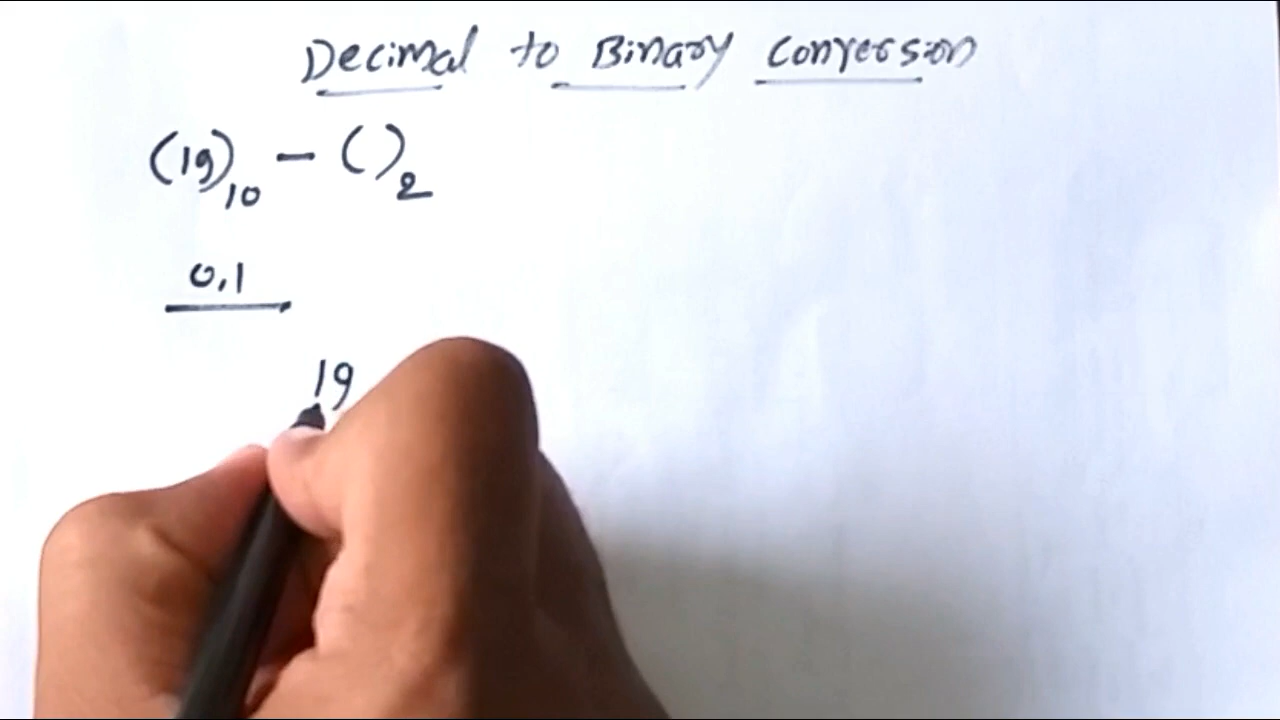 Decimal to Binary Conversion
(19)10 - ( )2
0,1
19